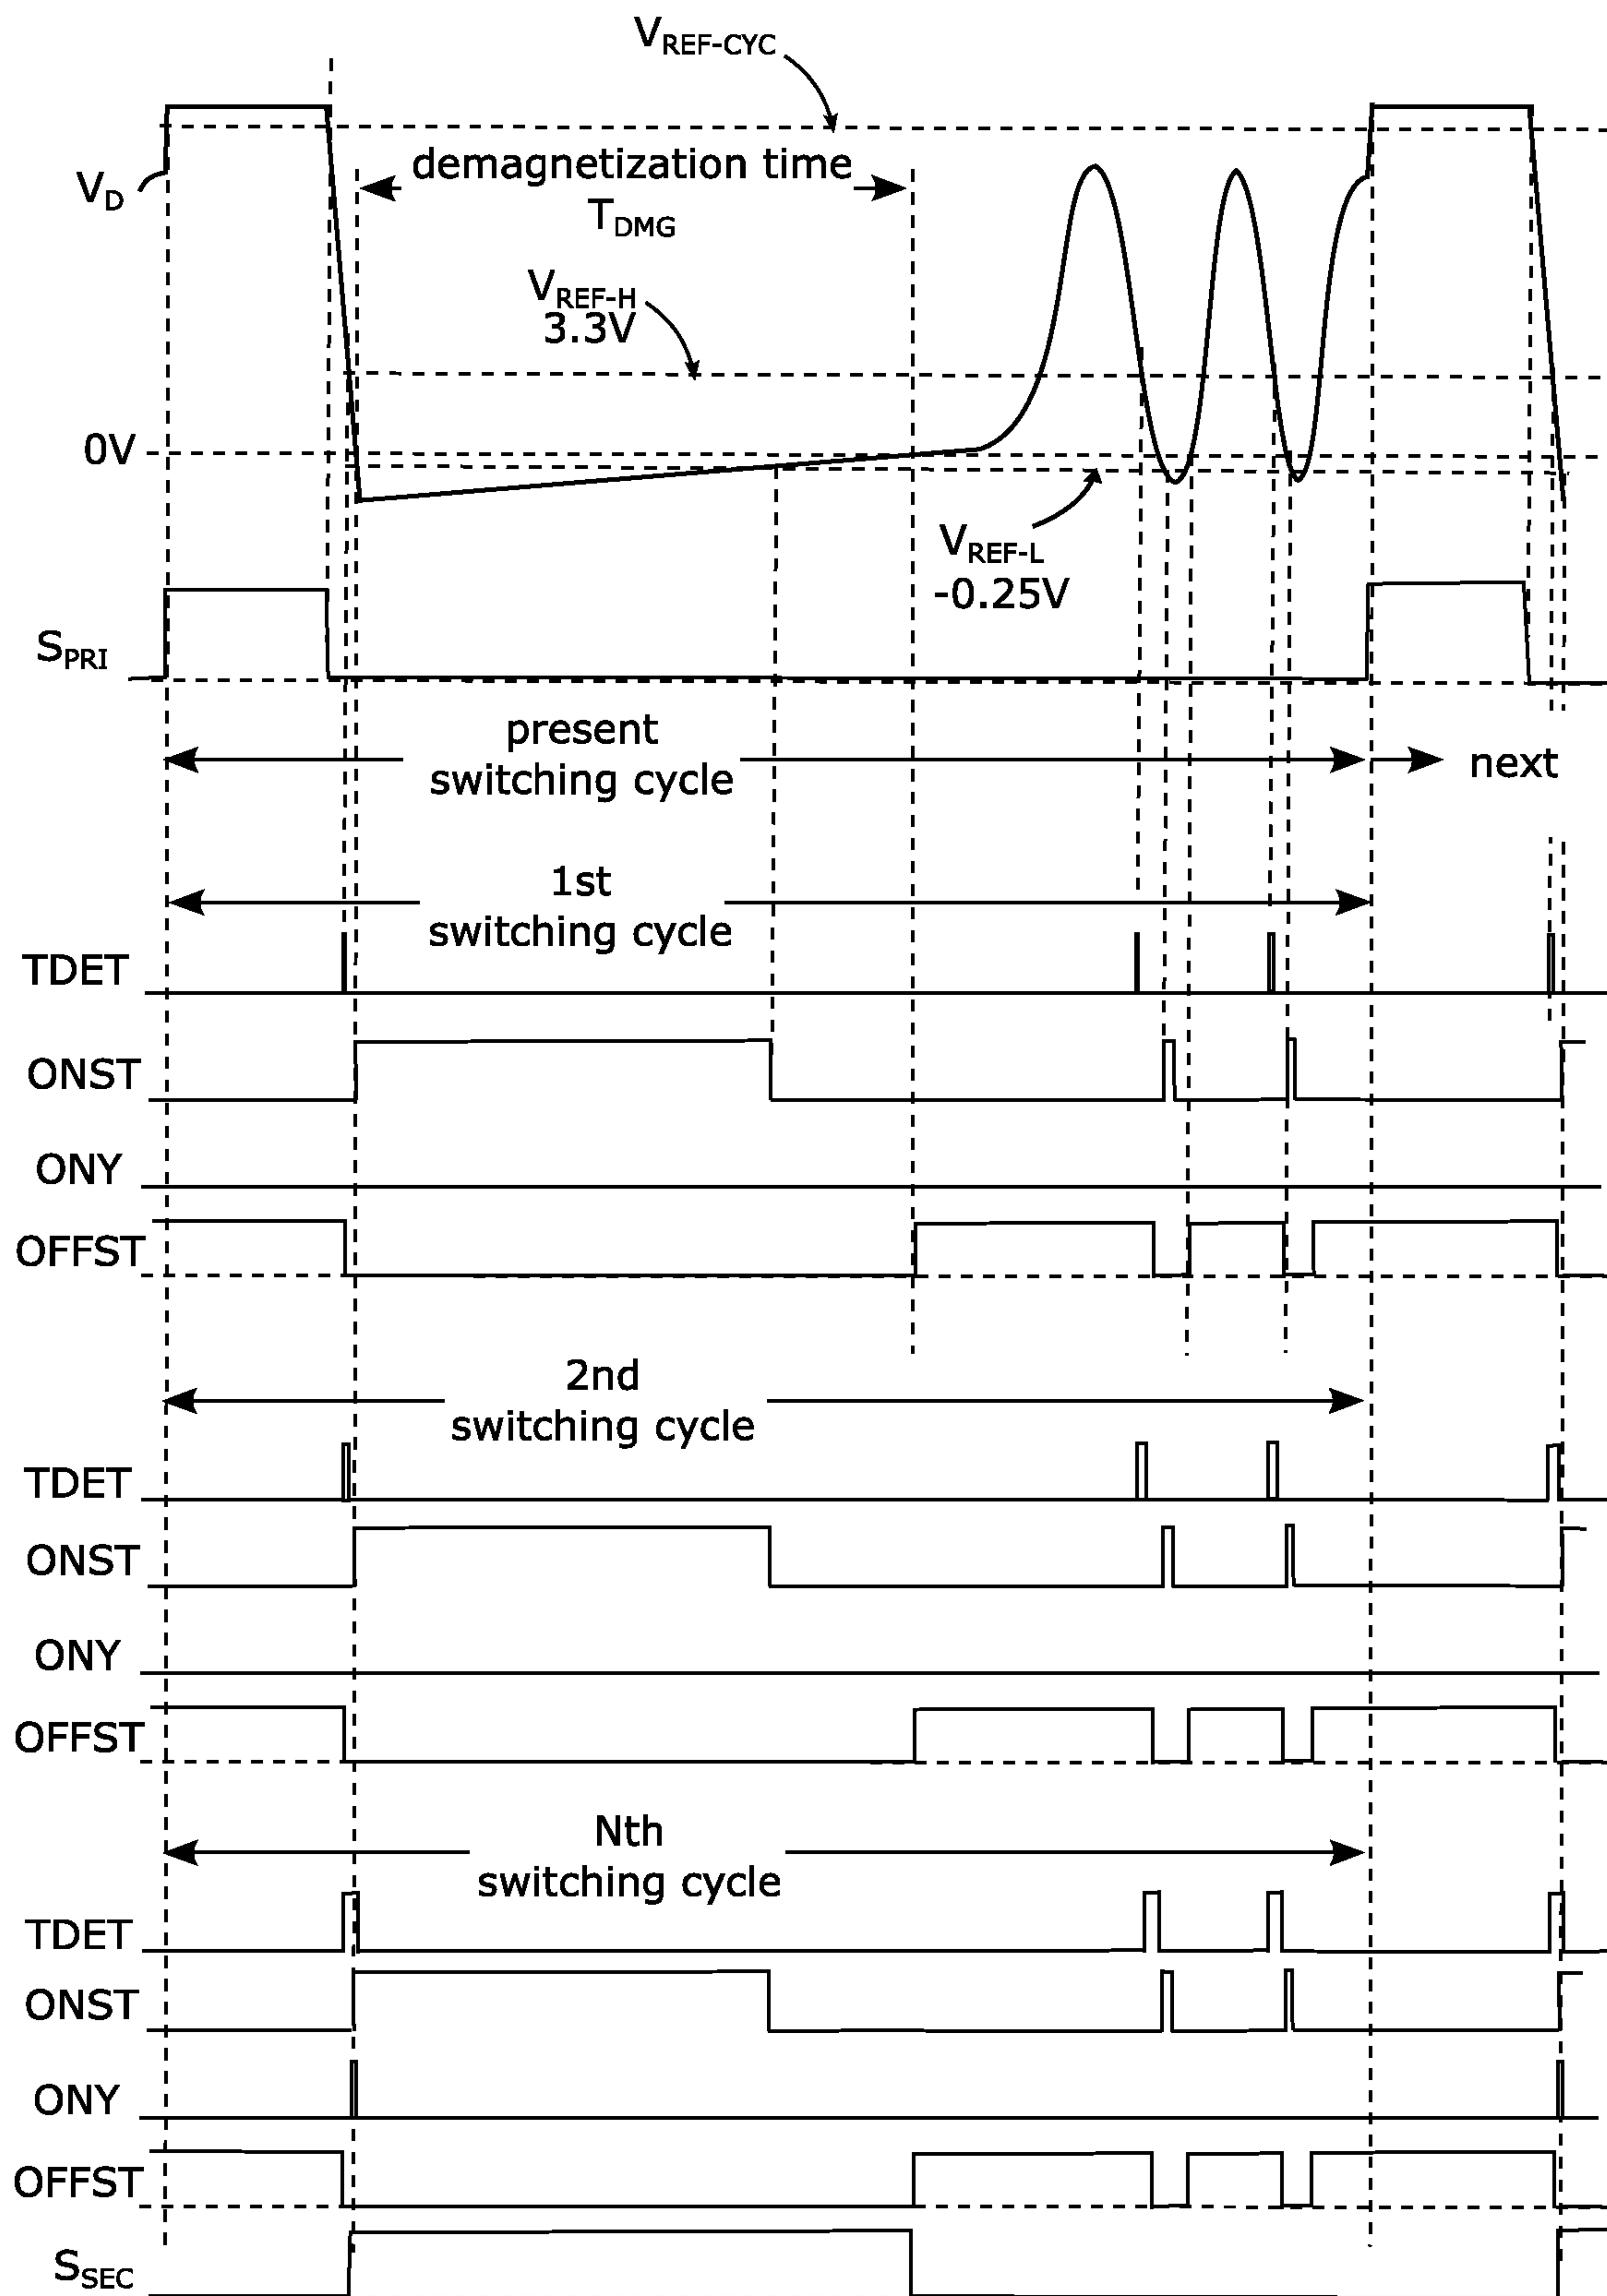 VREF-CYC
demagnetization time
VD
TDMG
VREF-H
3.3V
0V
VREF-L
-0.25V
SPRI
present
switching cycle
next
1st
switching cycle
TDET
ONST
ONY
OFFST
2nd
switching cycle
TDET
ONST
ONY
OFFST
Nth
switching cycle
TDET
ONST
ONY
OFFST
SSEC